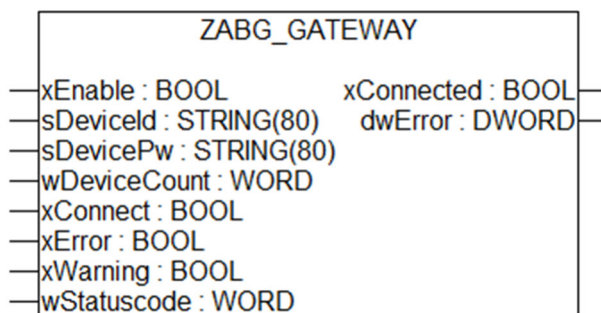 ZABG_GATEWAY
xEnable : BOOL xConnected : BOOL
sDeviceId : STRING(80) dwError : DWORD
sDevicePw : STRING(80)
wDeviceCount : WORD
xConnect : BOOL
xError : BOOL
xWarning : BOOL
wStatuscode : WORD